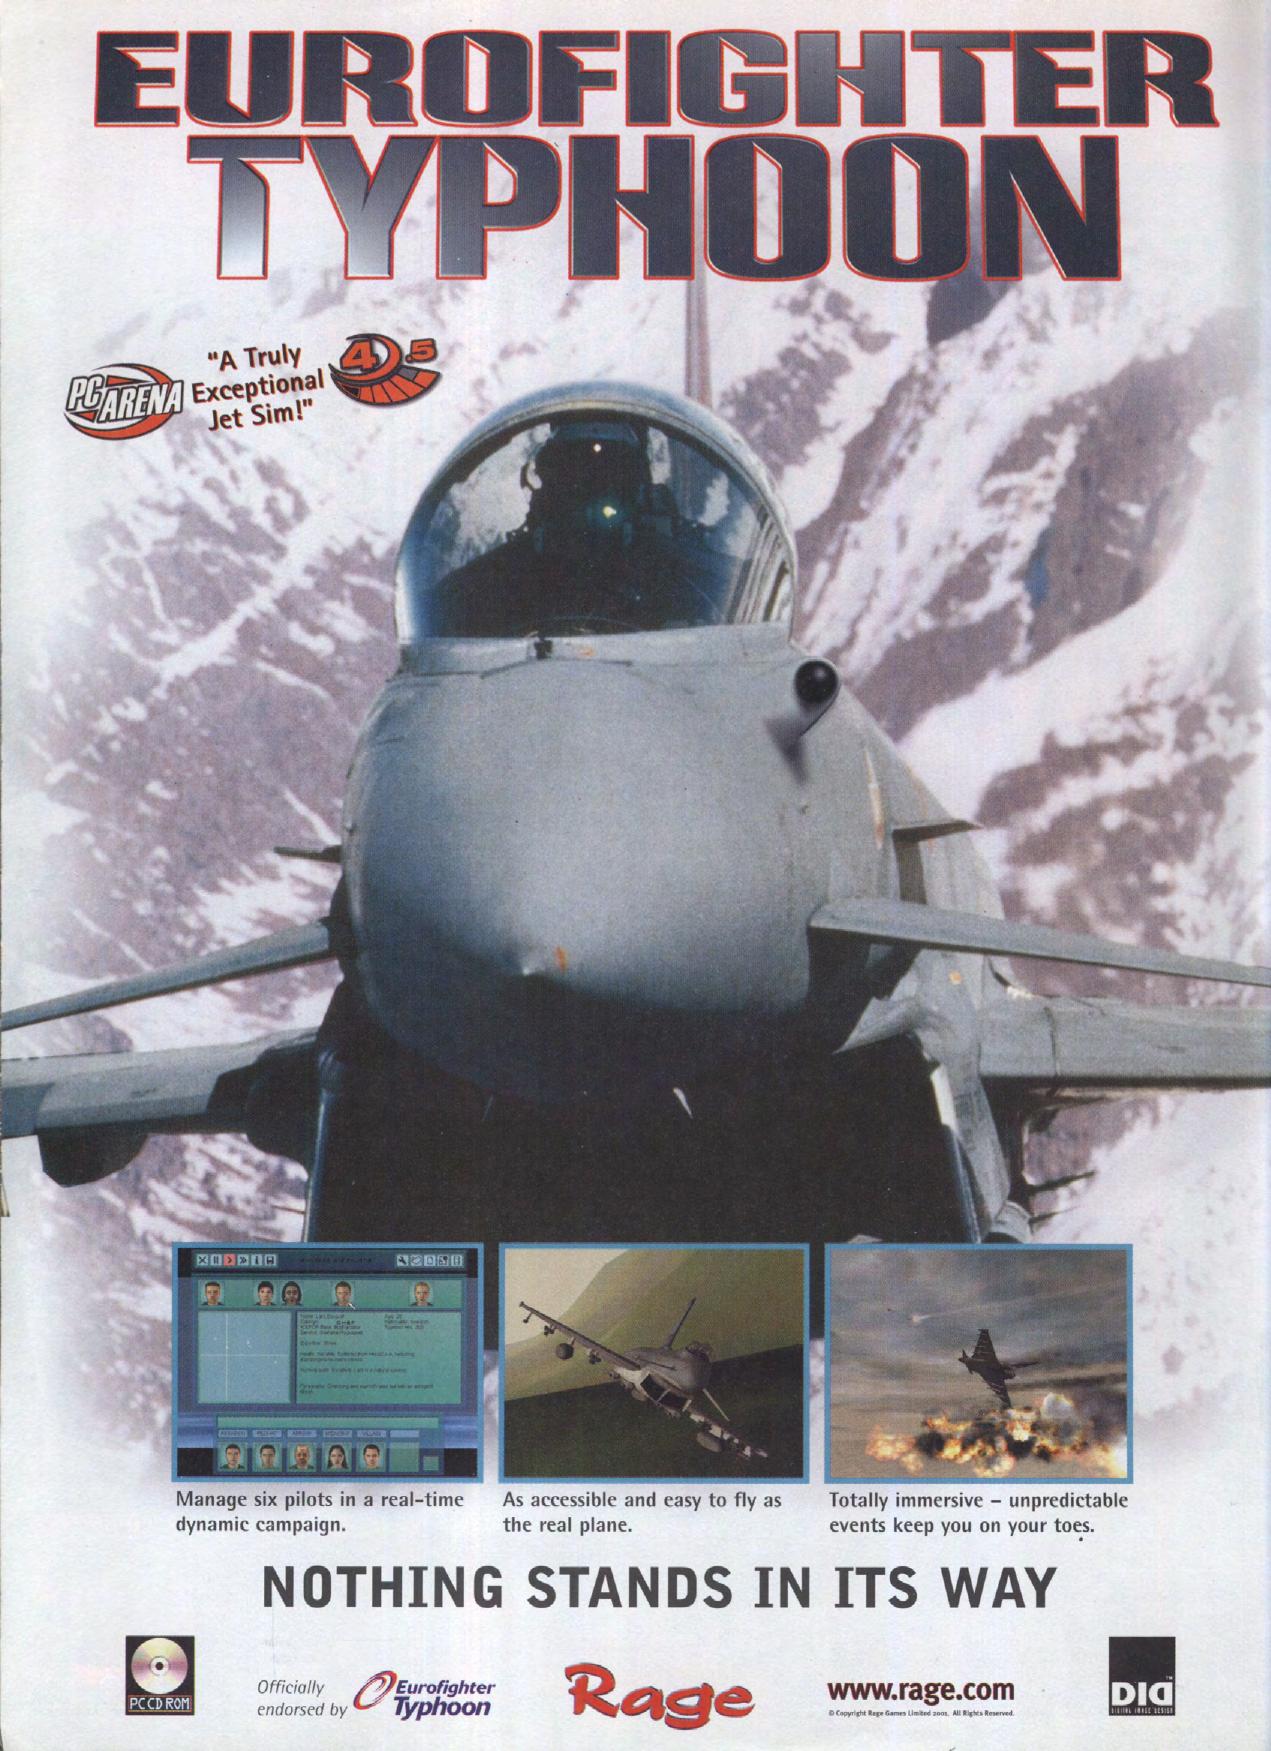 EUROFIGHTER
TYPHOON
PC ARENA
"A Truly
Exceptional
Jet Sim!"
4.5
Manage six pilots in a real-time
dynamic campaign.
As accessible and easy to fly as
the real plane.
Totally immersive – unpredictable
events keep you on your toes.
NOTHING STANDS IN ITS WAY
PC CD ROM
Officially
endorsed by
Eurofighter
Typhoon
Rage
www.rage.com
© Copyright Rage Games Limited 2001. All Rights Reserved.
DID
DIGITAL IMAGE DESIGN